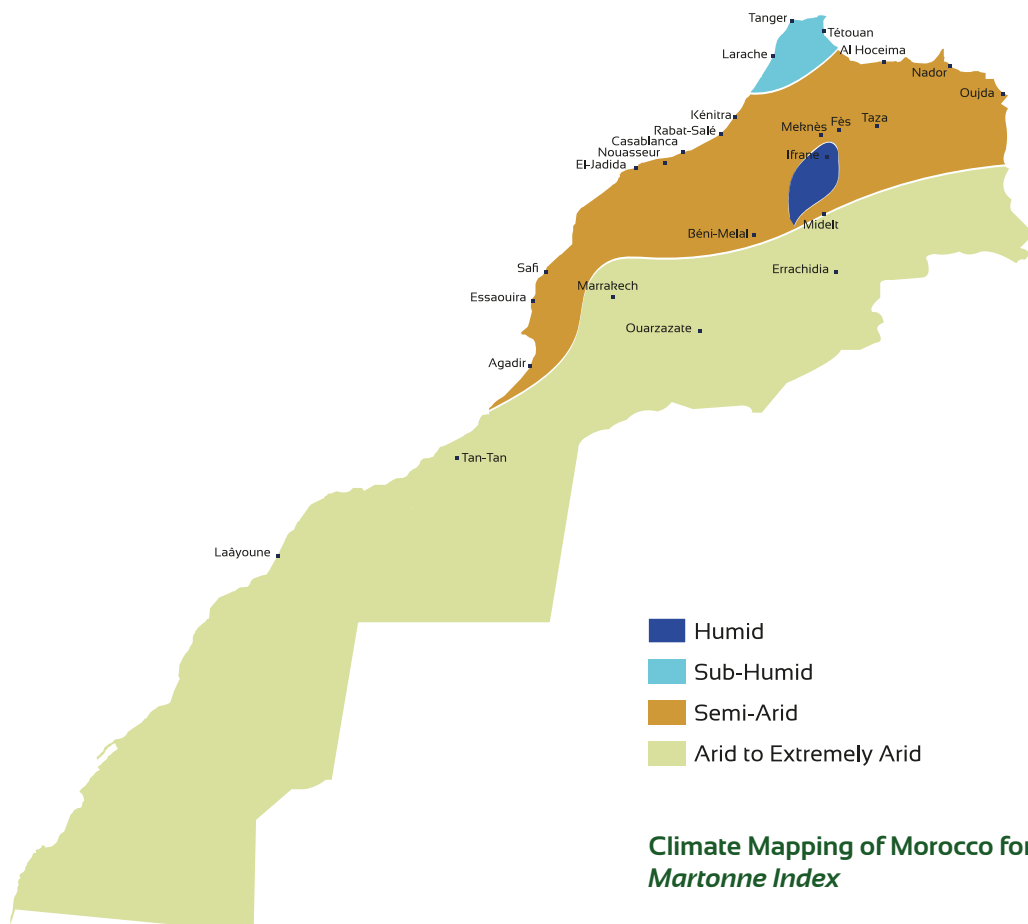 Tanger
Tétouan
Al Hoceima
Larache
Nador
Oujda
Kénitra
Rabat-Salé
Meknès
Fès
Taza
Casablanca
Nouasseur
El-Jadida
Ifrane
Midelt
Béni-Melal
Safi
Errachidia
Marrakech
Essaouira
Ouarzazate
Agadir
Tan-Tan
Laâyoune
Humid
Sub-Humid
Semi-Arid
Arid to Extremely Arid
Climate Mapping of Morocco for
Martonne Index